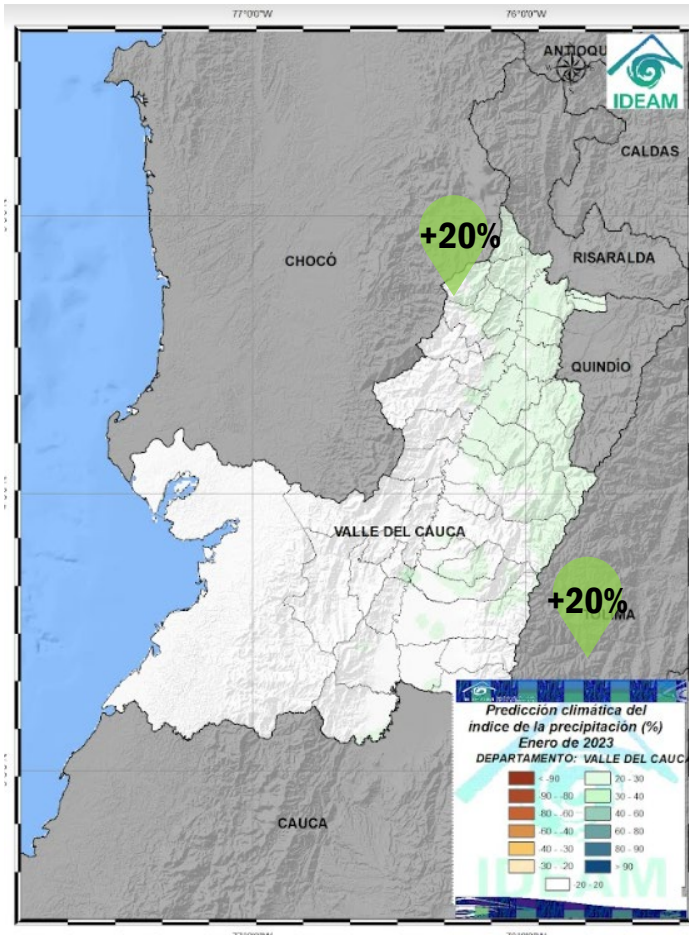 77°0'0"W 76°0'0"W
ANTIOQU
IDEAM
CALDAS
+20%
CHOCÓ
RISARALDA
QUINDÍO
VALLE DEL CAUCA
+20%
Predicción climática del
índice de la precipitación (%)
Enero de 2023
DEPARTAMENTO: VALLE DEL CAUCA
< -90 20 - 30
-90 - -80 30 - 40
-80 - -60 40 - 60
-60 - -40 60 - 80
-40 - -30 80 - 90
-30 - -20 > 90
-20 - 20
IDEAM
CAUCA